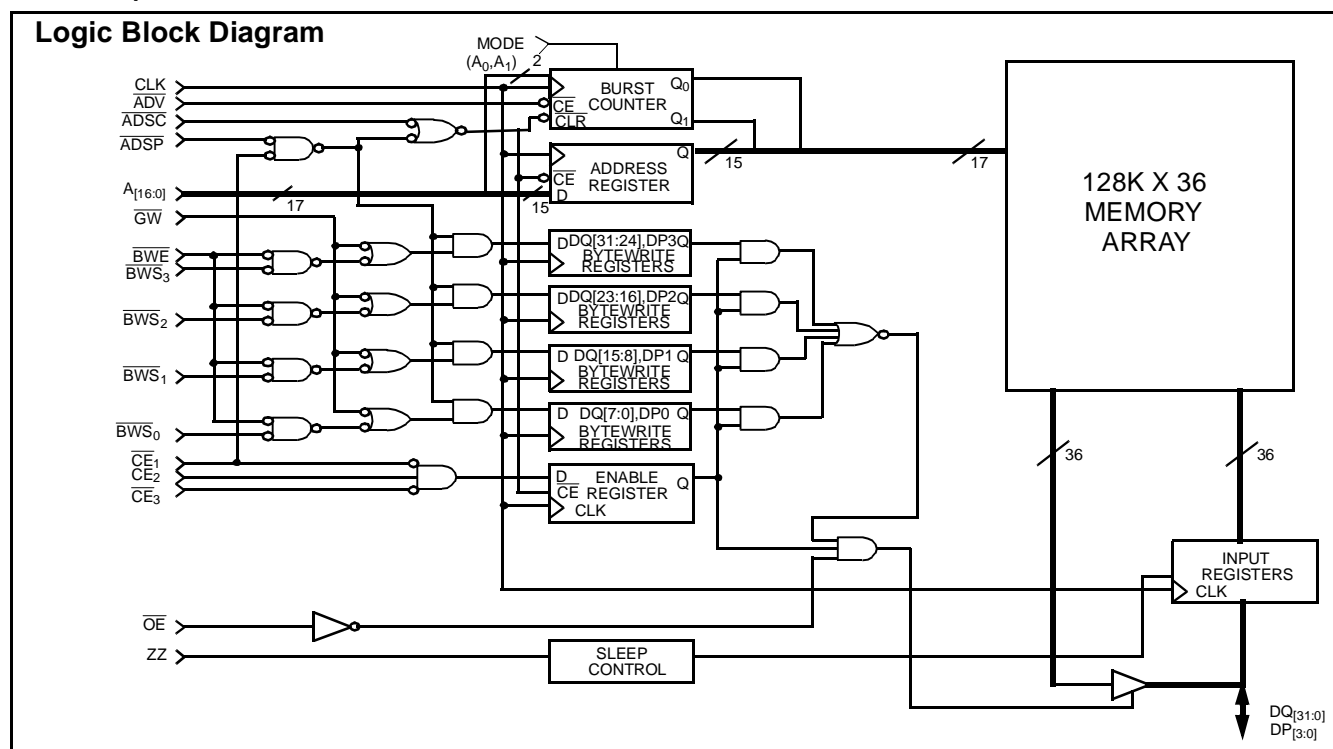 Logic Block Diagram
MODE
(A0,A1) 2
CLK
ADV
ADSC
ADSP
A[16:0]
GW
BWE
BWS3
BWS2
BWS1
BWS0
CE1
CE2
CE3
OE
ZZ
17
15
BURST
COUNTER
CE
CLR
Q0
Q1
ADDRESS
REGISTER
CE
D
Q
15
17
D DQ[31:24],DP3 Q
BYTEWRITE
REGISTERS
D DQ[23:16],DP2 Q
BYTEWRITE
REGISTERS
D DQ[15:8],DP1 Q
BYTEWRITE
REGISTERS
D DQ[7:0],DP0 Q
BYTEWRITE
REGISTERS
D ENABLE Q
CE REGISTER
CLK
SLEEP
CONTROL
128K X 36
MEMORY
ARRAY
36
36
INPUT
REGISTERS
CLK
DQ[31:0]
DP[3:0]